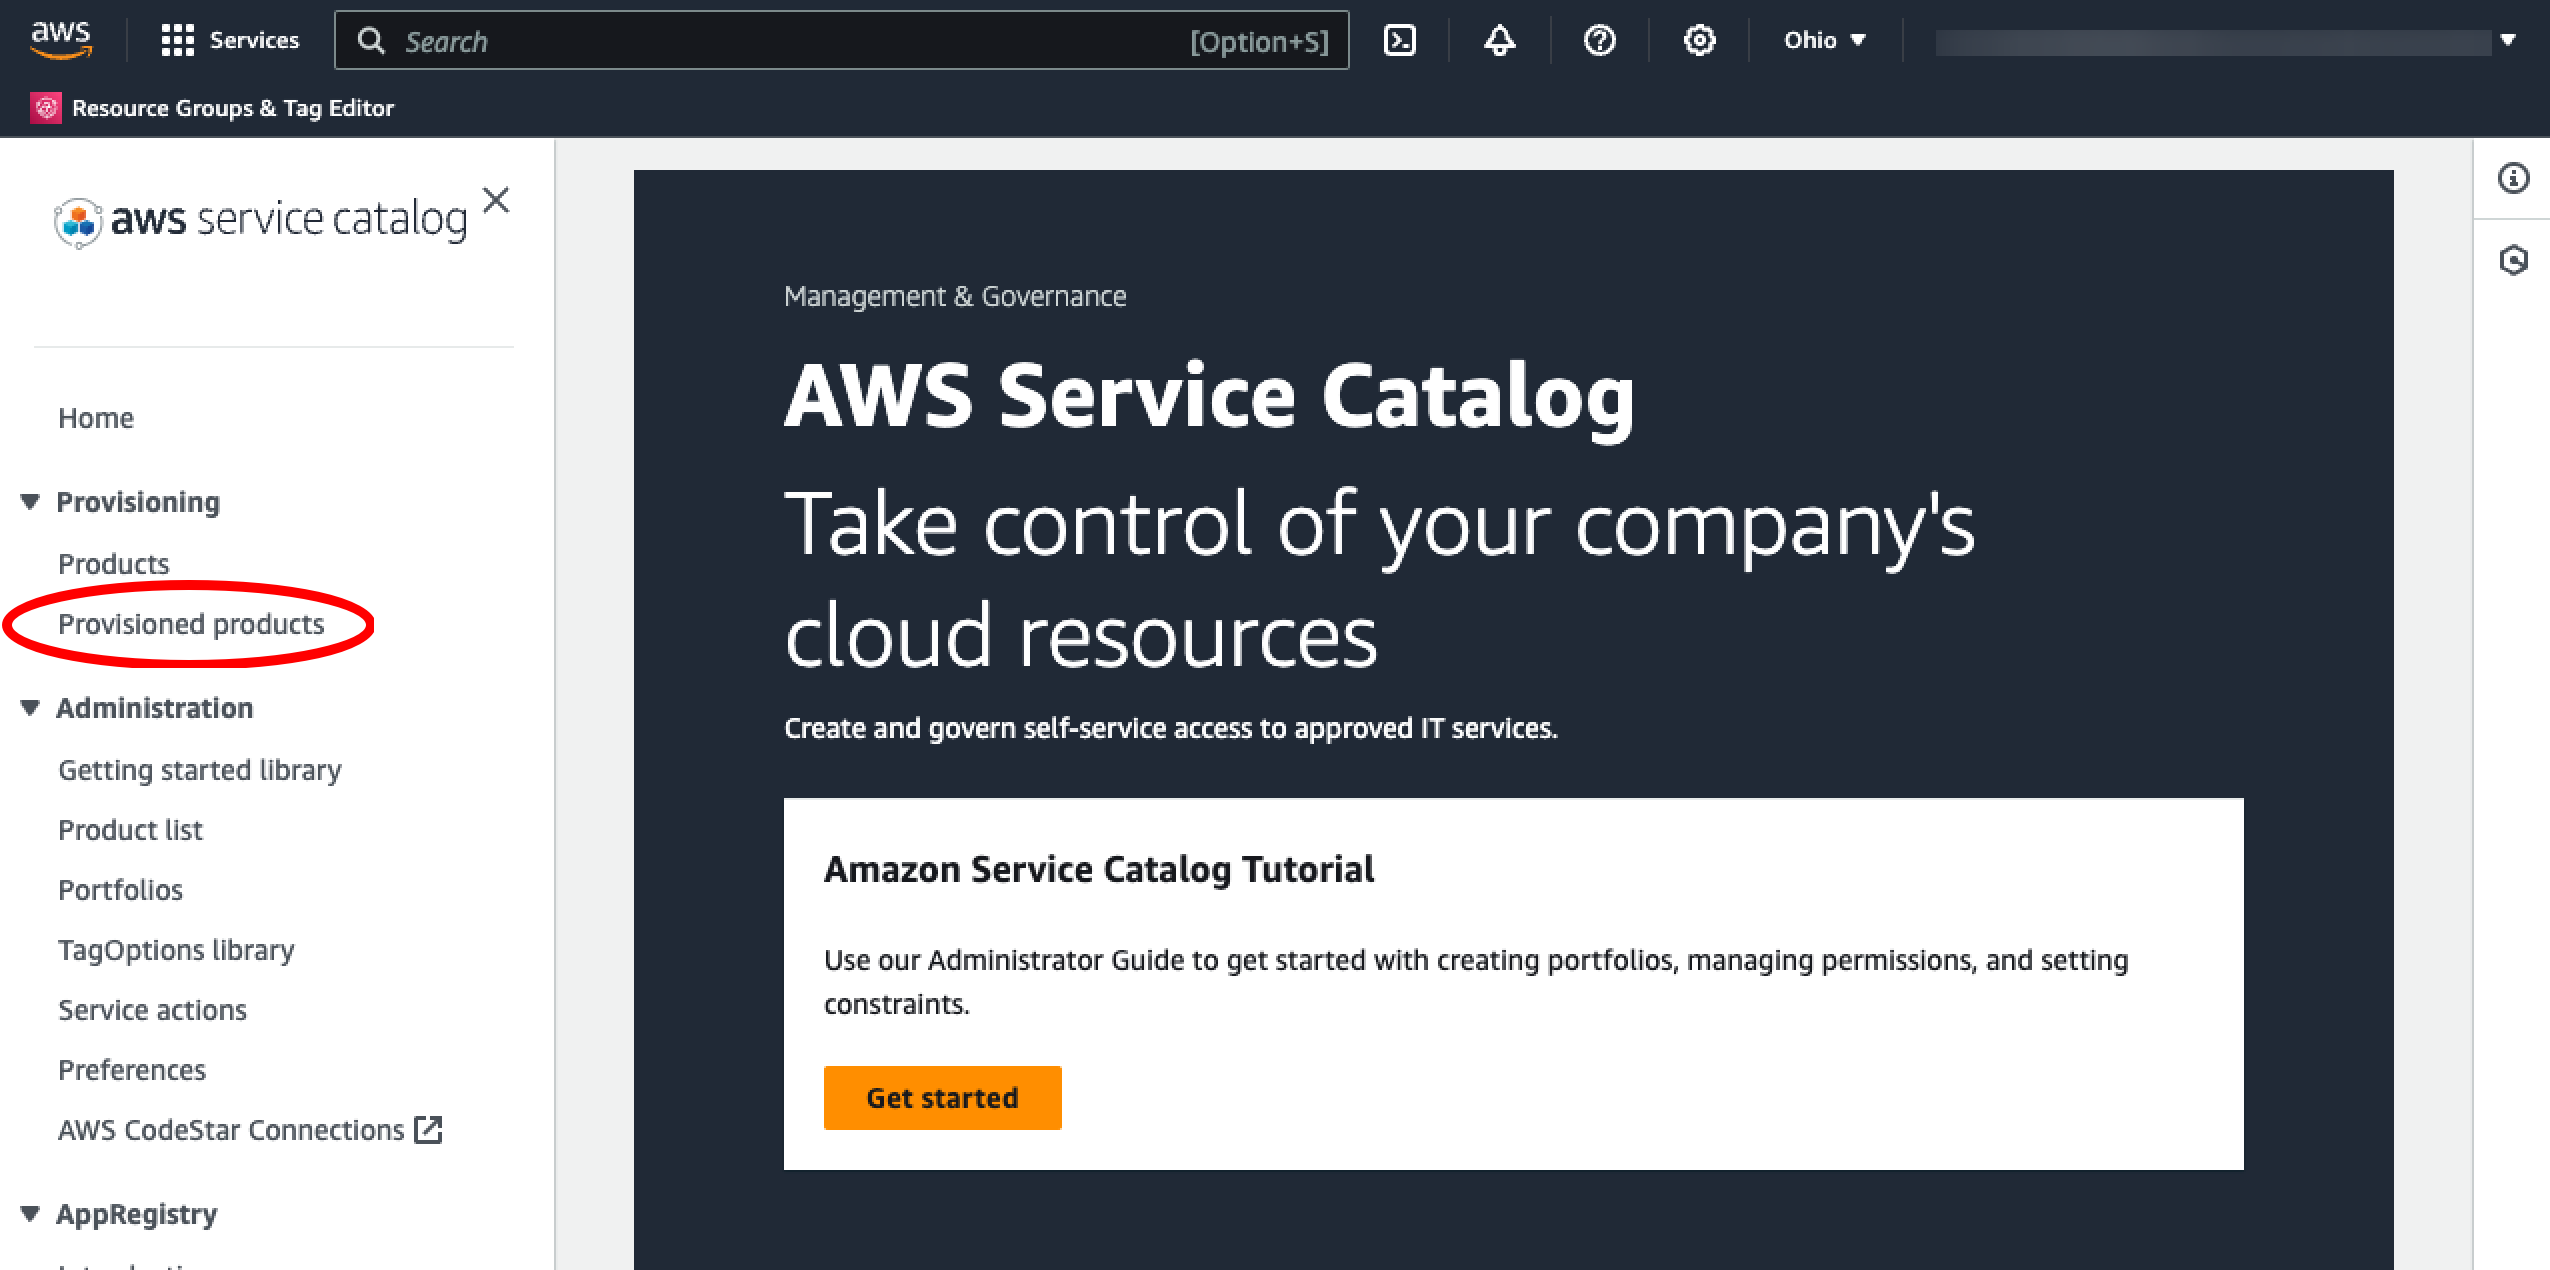 aws
Services
Search
[Option+S]
Ohio
Resource Groups & Tag Editor
aws service catalog
Home
Provisioning
Products
Provisioned products
Administration
Getting started library
Product list
Portfolios
TagOptions library
Service actions
Preferences
AWS CodeStar Connections
AppRegistry
Management & Governance
AWS Service Catalog
Take control of your company's
cloud resources
Create and govern self-service access to approved IT services.
Amazon Service Catalog Tutorial
Use our Administrator Guide to get started with creating portfolios, managing permissions, and setting
constraints.
Get started